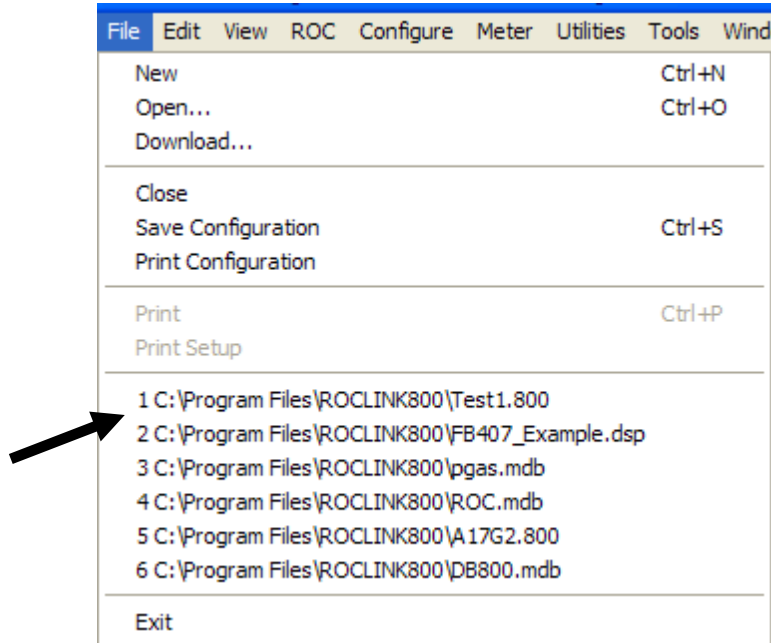 File Edit View ROC Configure Meter Utilities Tools Wind
New Ctrl+N
Open... Ctrl+O
Download...
Close
Save Configuration Ctrl+S
Print Configuration
Print Ctrl+P
Print Setup
1 C:\Program Files\ROCLINK800\Test1.800
2 C:\Program Files\ROCLINK800\FB407_Example.dsp
3 C:\Program Files\ROCLINK800\pgas.mdb
4 C:\Program Files\ROCLINK800\ROC.mdb
5 C:\Program Files\ROCLINK800\A17G2.800
6 C:\Program Files\ROCLINK800\DB800.mdb
Exit